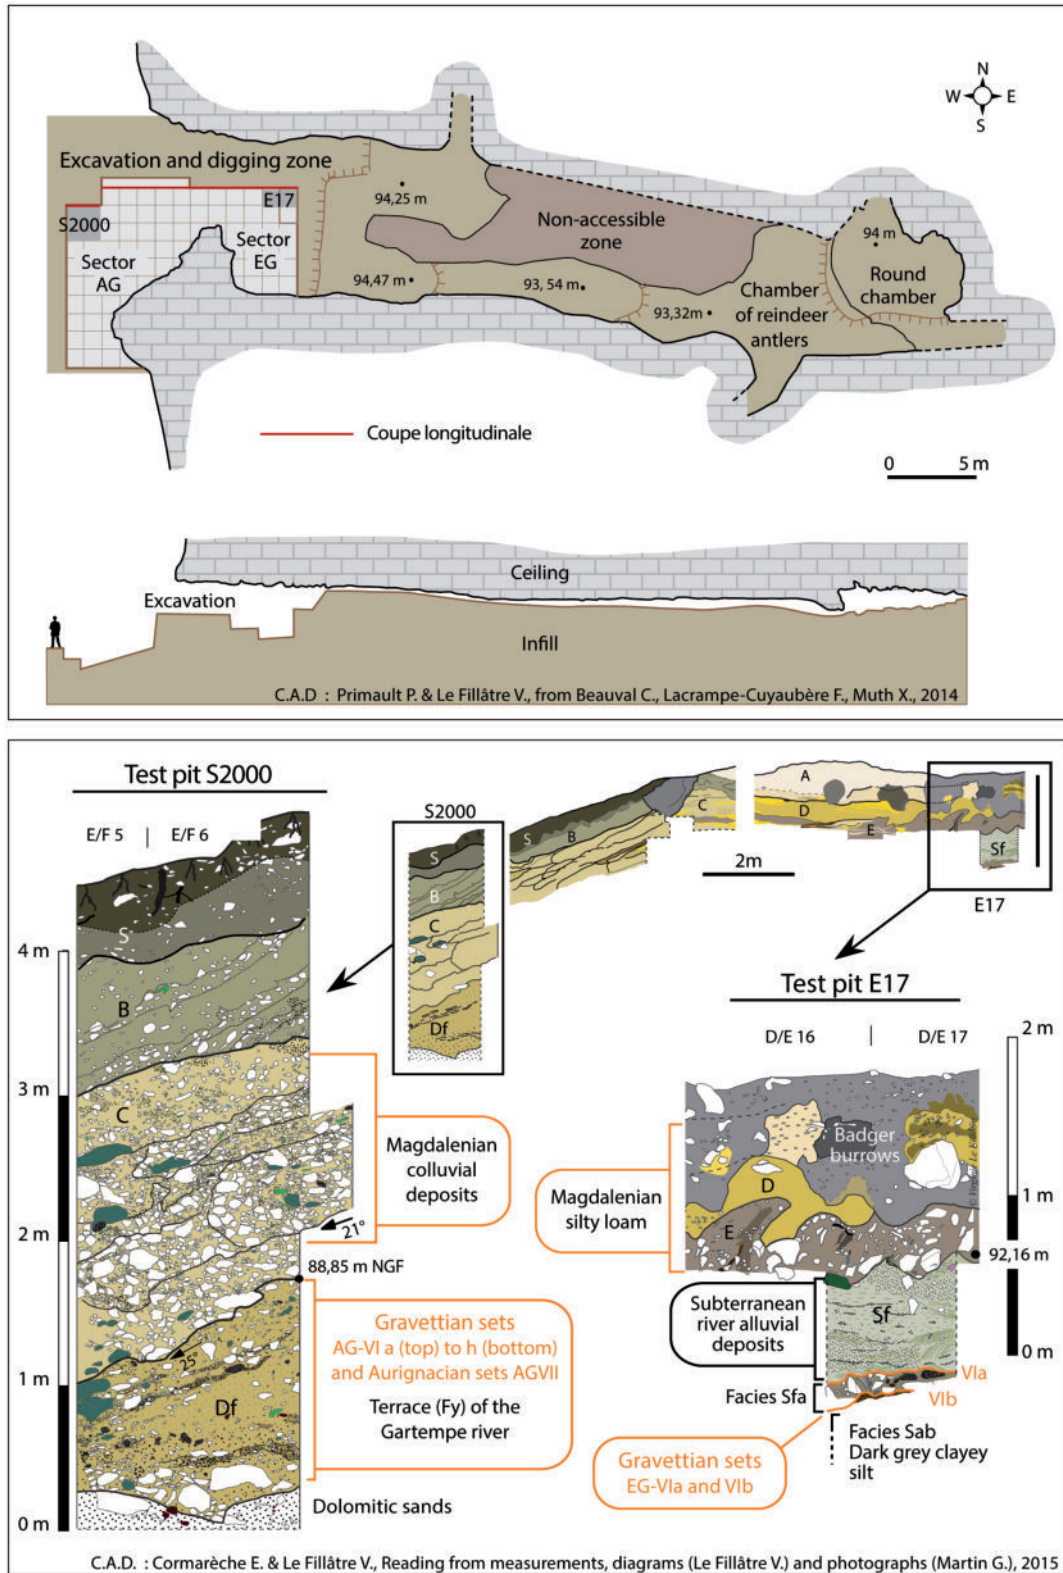 N
W E
S
Excavation and digging zone
E17
S2000
94,25 m
Non-accessible
zone
94 m
Sector
EG
Sector
AG
Round
chamber
94,47 m
93, 54 m
93,32m
Chamber
of reindeer
antlers
Coupe longitudinale
0 5 m
Ceiling
Excavation
Infill
C.A.D : Primault P. & Le Fillâtre V., from Beauval C., Lacrampe-Cuyaubère F., Muth X., 2014
Test pit S2000
E/F 5 | E/F 6
S2000
S
B
C
Df
S
B
C
A
D
E
Sf
2m
E17
4 m
3 m
2 m
1 m
0 m
S
B
C
Df
21°
25°
Magdalenian
colluvial
deposits
88,85 m NGF
Gravettian sets
AG-VI a (top) to h (bottom)
and Aurignacian sets AGVII
Terrace (Fy) of the
Gartempe river
Dolomitic sands
Test pit E17
D/E 16 | D/E 17
2 m
1 m
0 m
Badger
burrows
D
E
Magdalenian
silty loam
92,16 m
Subterranean
river alluvial
deposits
Sf
VIa
VIb
Facies Sfa
Facies Sab
Dark grey clayey
silt
Gravettian sets
EG-VIa and VIb
C.A.D. : Cormarèche E. & Le Fillâtre V., Reading from measurements, diagrams (Le Fillâtre V.) and photographs (Martin G.), 2015